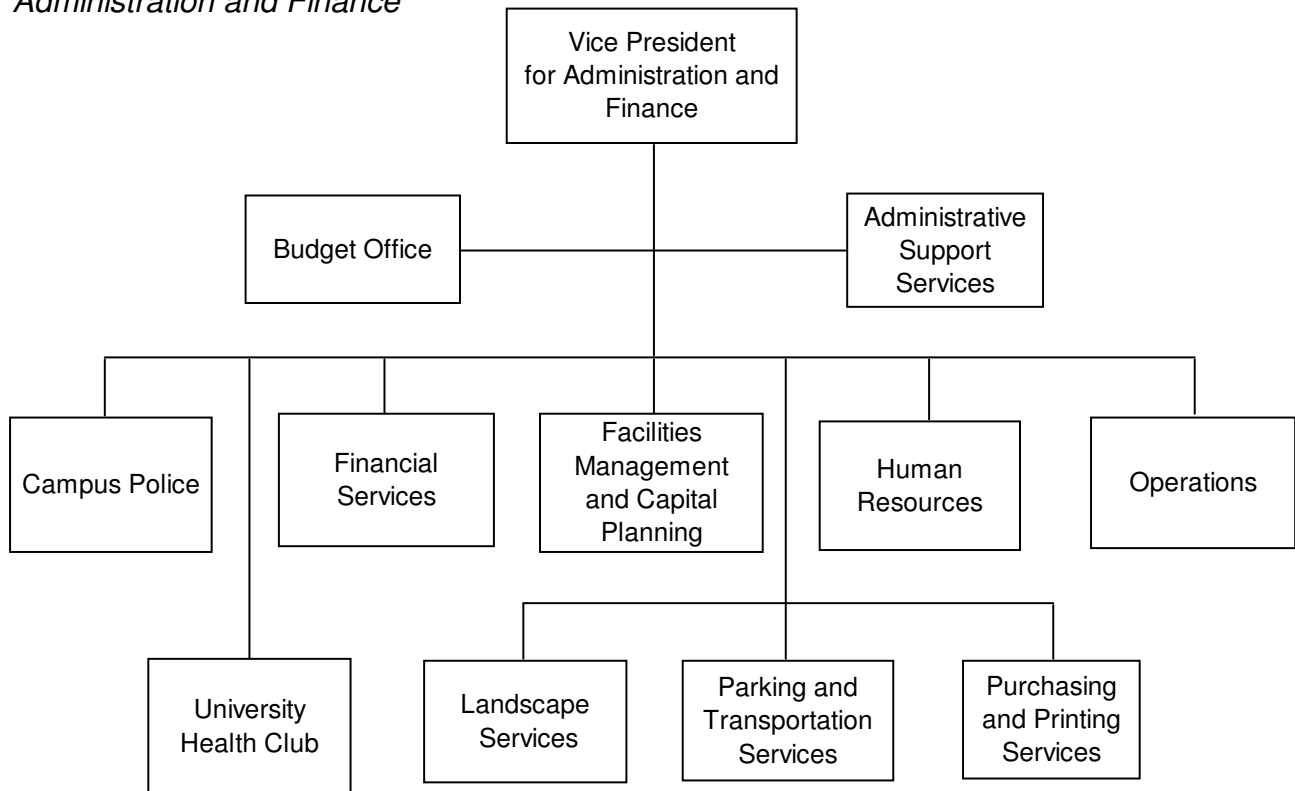 Administration and Finance
Vice President
for Administration and
Finance
Budget Office
Administrative
Support
Services
Campus Police
Financial
Services
Facilities
Management
and Capital
Planning
Human
Resources
Operations
University
Health Club
Landscape
Services
Parking and
Transportation
Services
Purchasing
and Printing
Services